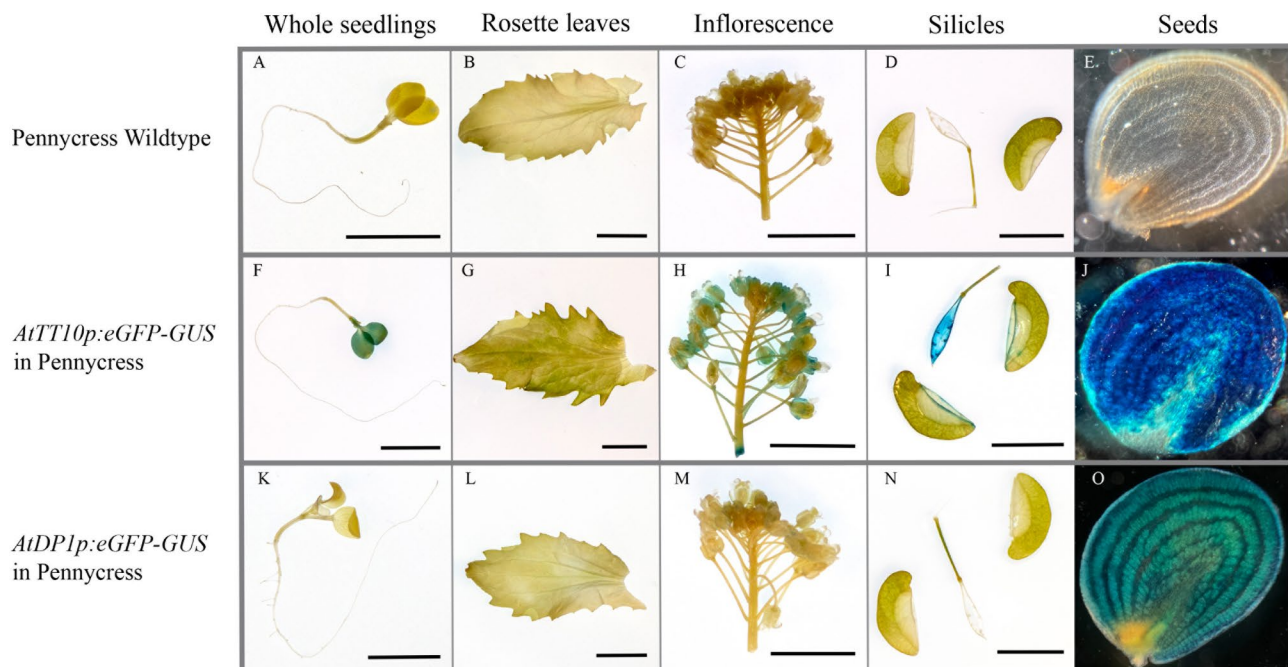 Whole seedlings Rosette leaves Inflorescence Silicles Seeds
A B C D E
Pennycress Wildtype
F G H I J
AtTT10p:eGFP-GUS
in Pennycress
K L M N O
AtDP1p:eGFP-GUS
in Pennycress